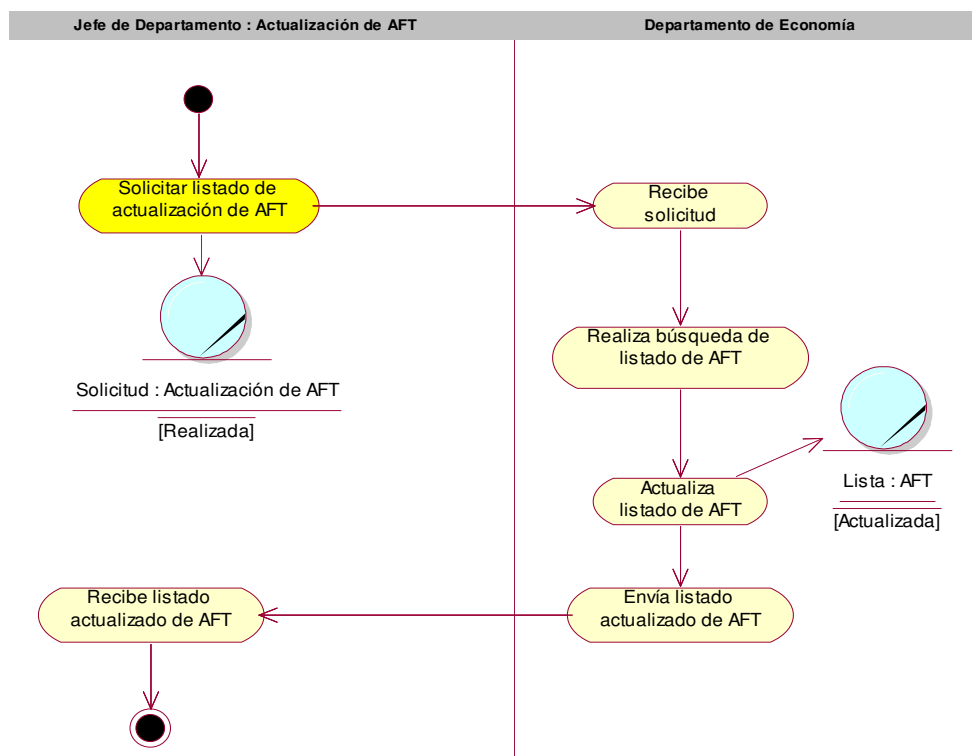 Jefe de Departamento : Actualización de AFT
Departamento de Economía
Solicitar listado de
actualización de AFT
Recibe
solicitud
Realiza búsqueda de
listado de AFT
Solicitud : Actualización de AFT
[Realizada]
Actualiza
listado de AFT
Lista : AFT
[Actualizada]
Recibe listado
actualizado de AFT
Envía listado
actualizado de AFT